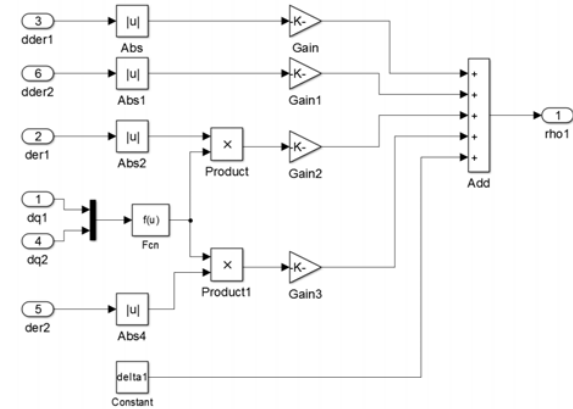 3 |u| -K-
dder1 Abs Gain
6 |u| -K-
dder2 Abs1 Gain1
2 |u| × -K-
der1 Abs2 Product Gain2
+
+
+
+
+
Add
1
rho1
1
dq1
4
dq2
f(u)
Fcn
× -K-
Product1 Gain3
5 |u|
der2 Abs4
delta1
Constant